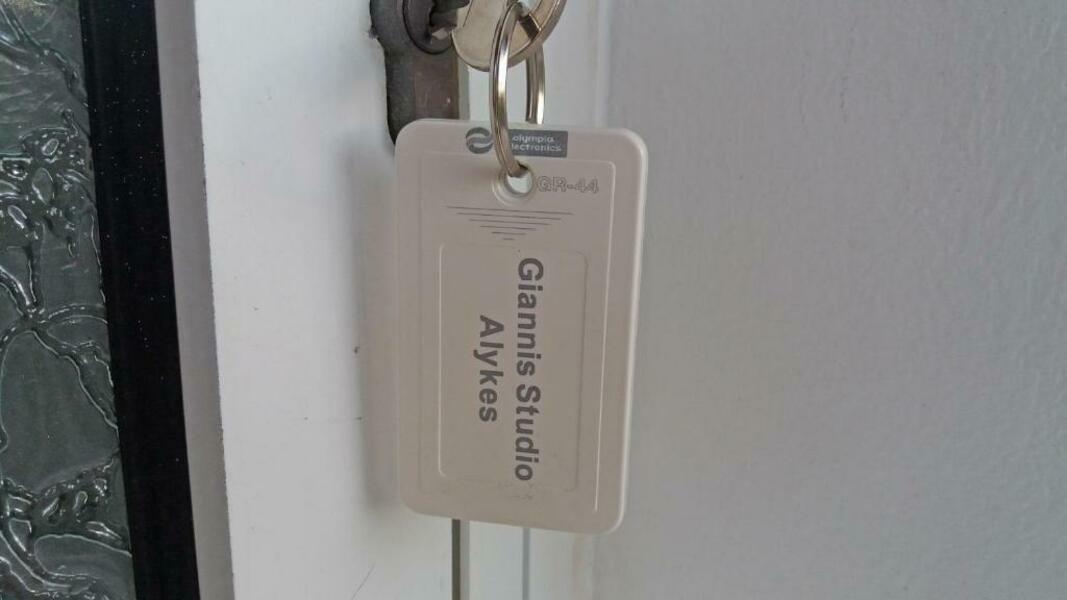 olympia
electronics
GR-44
Giannis Studio
Alykes